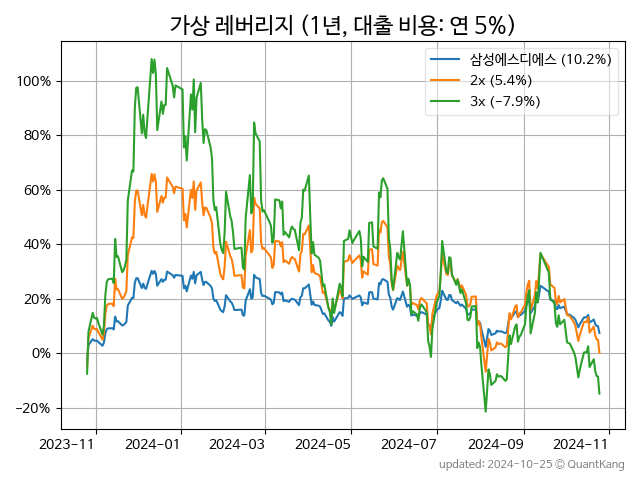 가상 레버리지 (1년, 대출 비용: 연 5%)
삼성에스디에스 (10.2%)
2x (5.4%)
3x (−7.9%)
100%
80%
60%
40%
20%
0%
−20%
2023-11
2024-01
2024-03
2024-05
2024-07
2024-09
2024-11
updated: 2024-10-25 © QuantKang